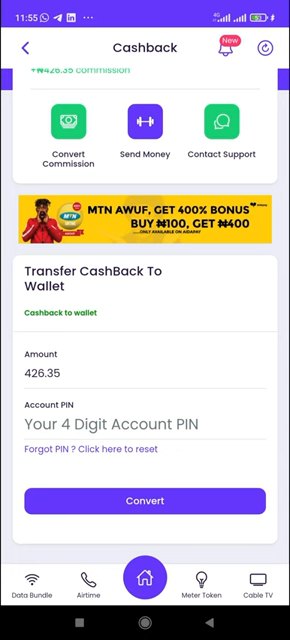 11:55
4G
Cashback
New
+₦426.35 commission
Convert
Commission
Send Money
Contact Support
MTN
MTN AWUF, GET 400% BONUS
BUY ₦100, GET ₦400
....ONLY AVAILABLE ON AIDAPAY
Transfer CashBack To
Wallet
Cashback to wallet
Amount
426.35
Account PIN
Your 4 Digit Account PIN
Forgot PIN ? Click here to reset
Convert
Data Bundle
Airtime
Meter Token
Cable TV